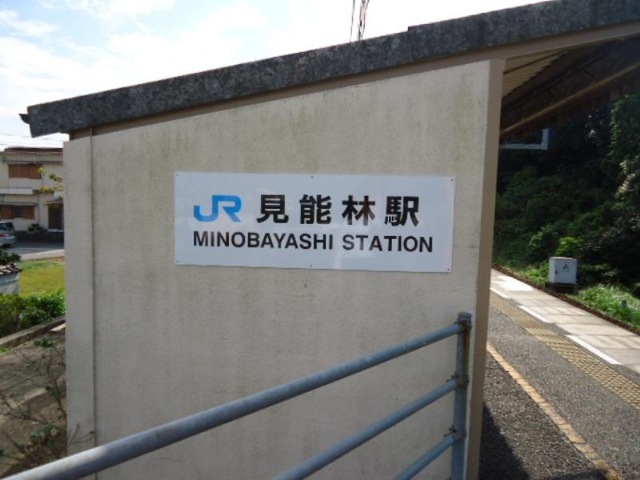 JR 見能林駅
MINOBAYASHI STATION